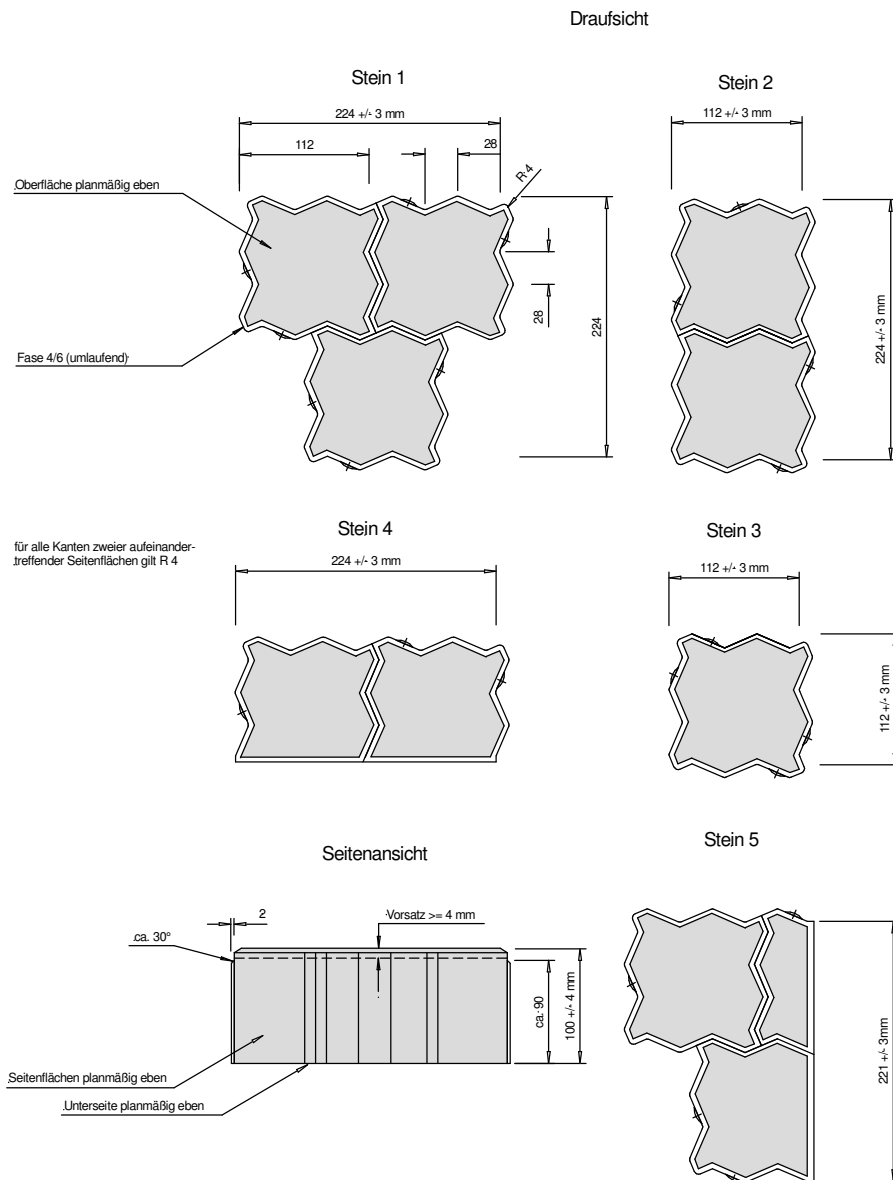 Draufsicht
Stein 1
Stein 2
224 +/- 3 mm
112 +/- 3 mm
112
28
R 4
Oberfläche planmäßig eben
28
224
224 +/- 3 mm
Fase 4/6 (umlaufend)
Stein 4
Stein 3
für alle Kanten zweier aufeinander-
treffender Seitenflächen gilt R 4
224 +/- 3 mm
112 +/- 3 mm
112 +/- 3 mm
Seitenansicht
Stein 5
2
Vorsatz >= 4 mm
ca. 30°
ca. 90
100 +/- 4 mm
221 +/- 3mm
Seitenflächen planmäßig eben
Unterseite planmäßig eben